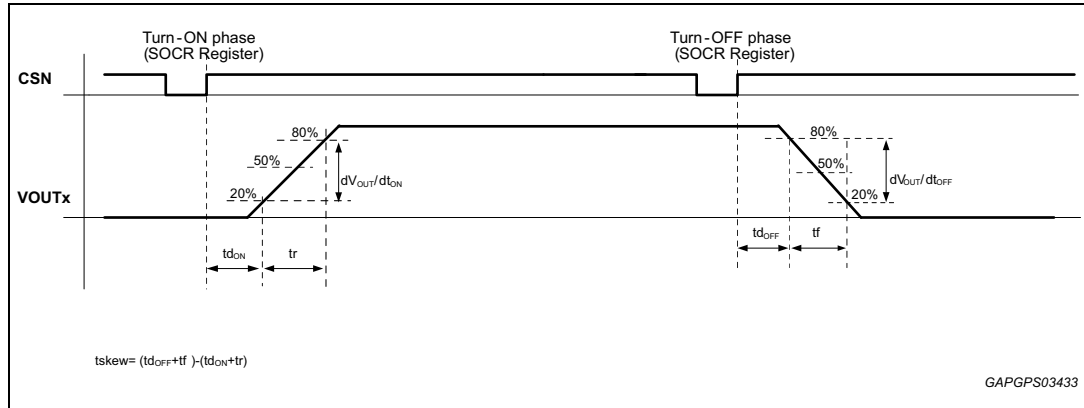 Turn-ON phase
(SOCR Register)
Turn-OFF phase
(SOCR Register)
CSN
80%
50%
20%
dVOUT/dtON
80%
50%
20%
dVOUT/dtOFF
VOUTx
tdON
tr
tdOFF
tf
tskew= (tdOFF+tf )-(tdON+tr)
GAPGPS03433